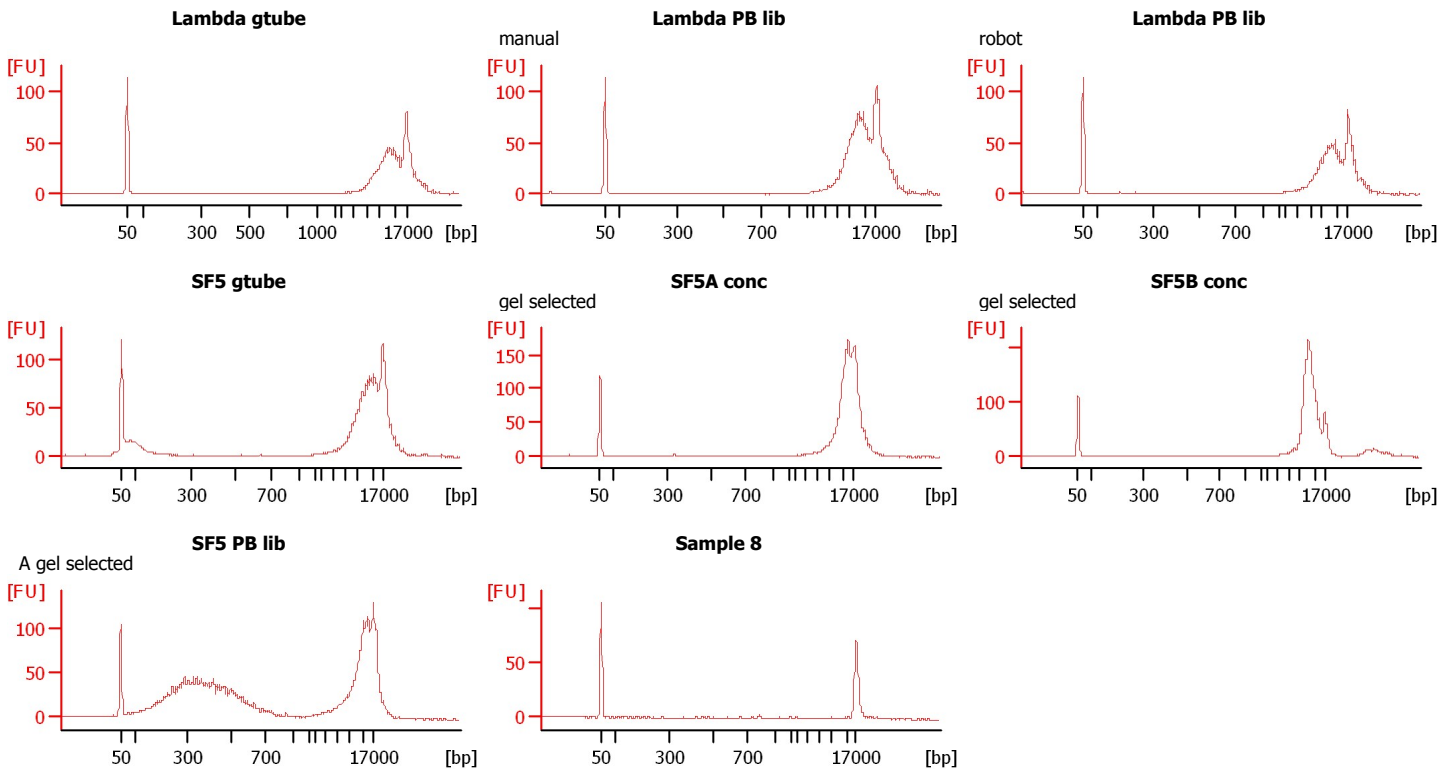 Lambda gtube
[FU]
100
50
0
50 300 500 1000 17000 [bp]
Lambda PB lib
manual
[FU]
100
50
0
50 300 700 17000 [bp]
Lambda PB lib
robot
[FU]
100
50
0
50 300 700 17000 [bp]
SF5 gtube
[FU]
100
50
0
50 300 700 17000 [bp]
SF5A conc
gel selected
[FU]
150
100
50
0
50 300 700 17000 [bp]
SF5B conc
gel selected
[FU]
100
0
50 300 700 17000 [bp]
SF5 PB lib
A gel selected
[FU]
100
50
0
50 300 700 17000 [bp]
Sample 8
[FU]
50
0
50 300 700 17000 [bp]